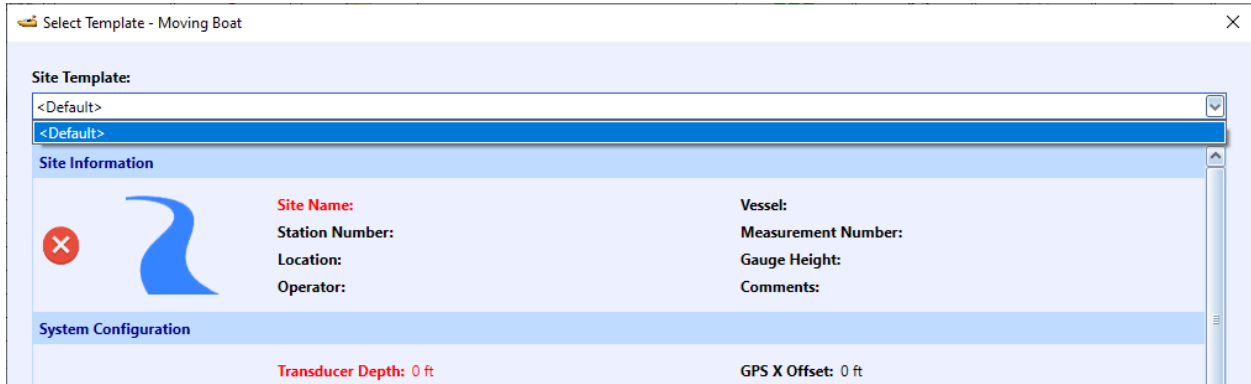 Select Template - Moving Boat
Site Template:
<Default>
<Default>
Site Information
Site Name:
Vessel:
Station Number:
Measurement Number:
Location:
Gauge Height:
Operator:
Comments:
System Configuration
Transducer Depth: 0 ft
GPS X Offset: 0 ft